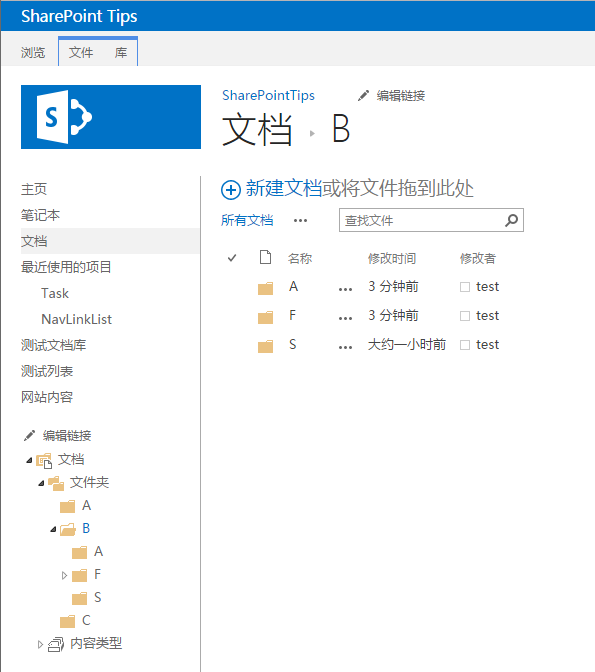 SharePoint Tips
浏览 文件 库
S
SharePointTips 编辑链接
文档 ▸ B
主页
笔记本
文档
最近使用的项目
Task
NavLinkList
测试文档库
测试列表
网站内容
编辑链接
文档
文件夹
A
B
A
F
S
C
内容类型
新建文档或将文件拖到此处
所有文档 ••• 查找文件
名称 修改时间 修改者
A ... 3 分钟前 test
F ... 3 分钟前 test
S ... 大约一小时前 test